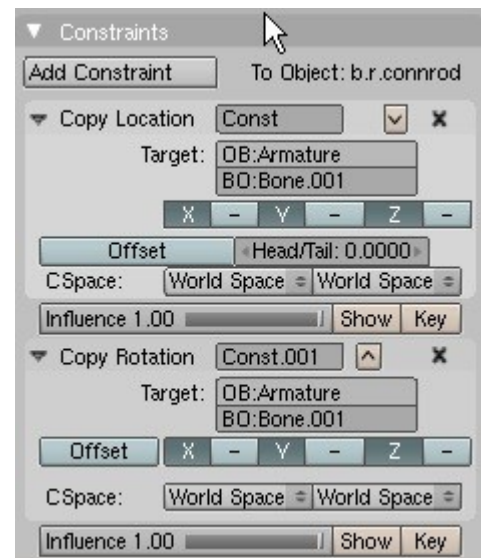 Constraints
Add Constraint To Object: b.r.connrod
Copy Location Const
Target: OB:Armature
BO:Bone.001
X - Y - Z -
Offset Head/Tail: 0.0000
CSpace: World Space World Space
Influence 1.00 Show Key
Copy Rotation Const.001
Target: OB:Armature
BO:Bone.001
Offset X - Y - Z -
CSpace: World Space World Space
Influence 1.00 Show Key